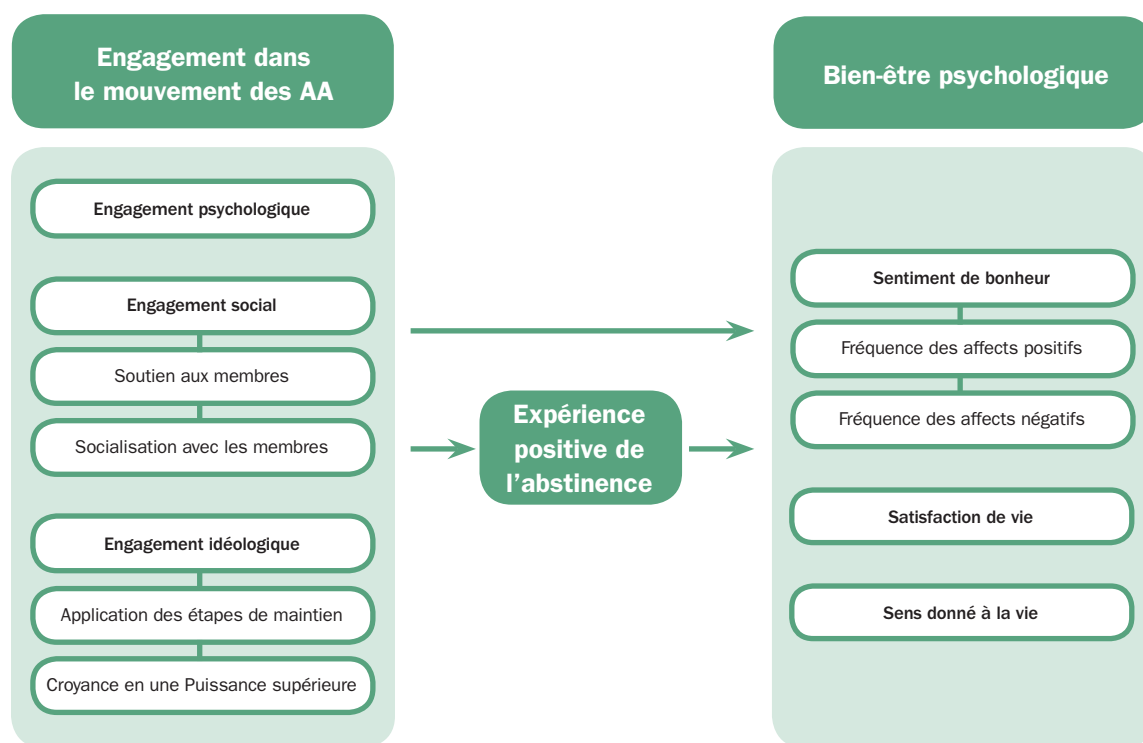 Engagement dans
le mouvement des AA
Engagement psychologique
Engagement social
Soutien aux membres
Socialisation avec les membres
Engagement idéologique
Application des étapes de maintien
Croyance en une Puissance supérieure
Expérience
positive de
l'abstinence
Bien-être psychologique
Sentiment de bonheur
Fréquence des affects positifs
Fréquence des affects négatifs
Satisfaction de vie
Sens donné à la vie